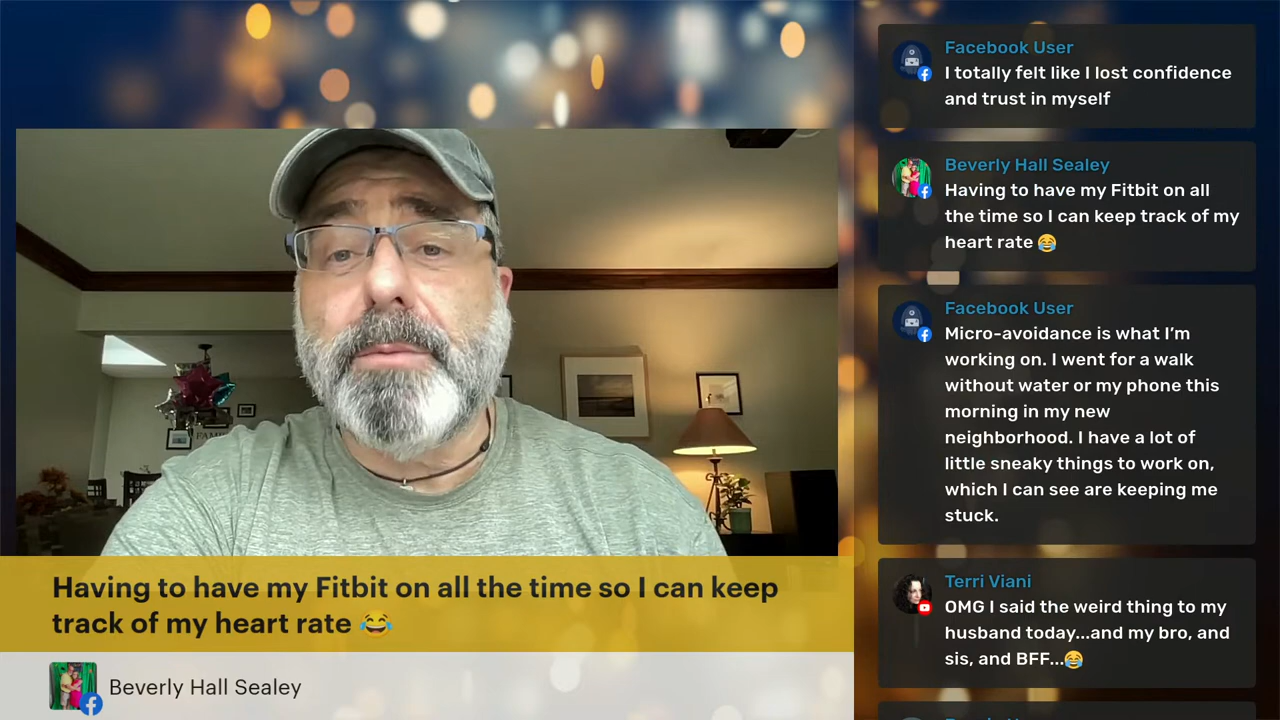 Having to have my Fitbit on all the time so I can keep
track of my heart rate 😂
Beverly Hall Sealey
Facebook User
I totally felt like I lost confidence
and trust in myself
Beverly Hall Sealey
Having to have my Fitbit on all
the time so I can keep track of my
heart rate 😂
Facebook User
Micro-avoidance is what I’m
working on. I went for a walk
without water or my phone this
morning in my new
neighborhood. I have a lot of
little sneaky things to work on,
which I can see are keeping me
stuck.
Terri Viani
OMG I said the weird thing to my
husband today...and my bro, and
sis, and BFF...😂